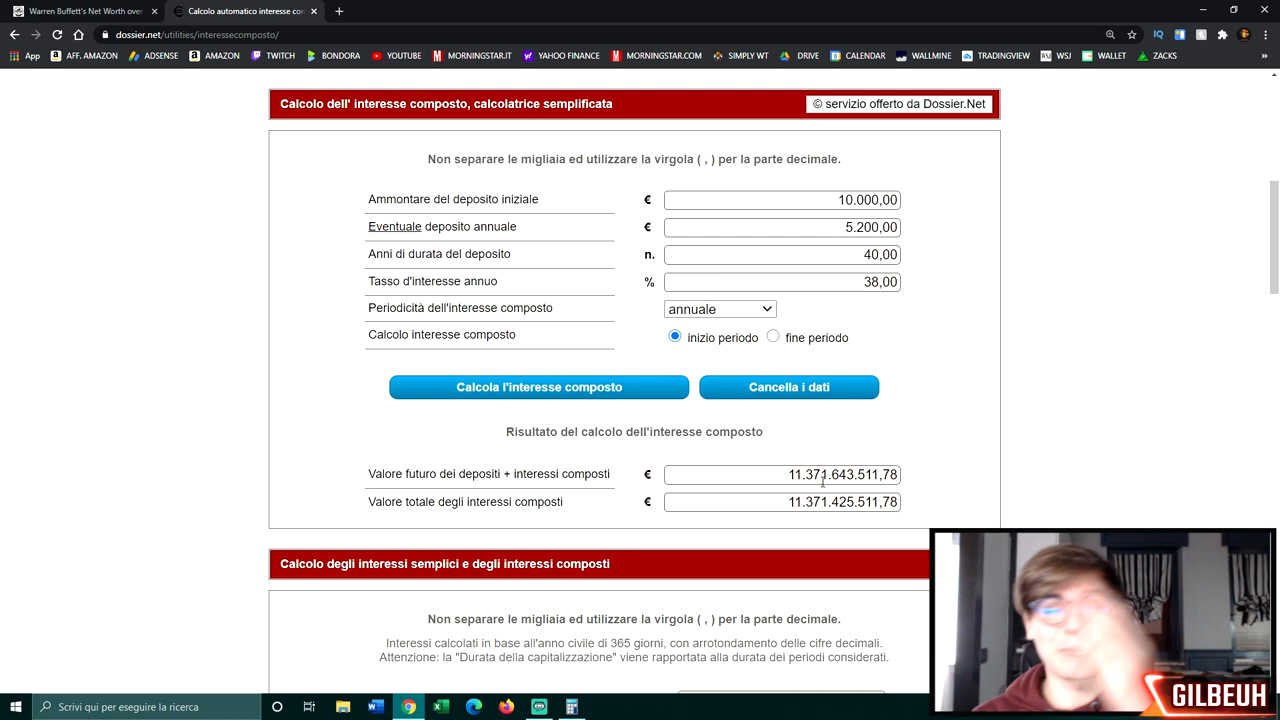 Warren Buffett's Net Worth over
Calcolo automatico interesse con
dossier.net/utilities/interessecomposto/
App AFF. AMAZON ADSENSE AMAZON TWITCH BONDORA YOUTUBE MORNINGSTAR.IT YAHOO FINANCE MORNINGSTAR.COM SIMPLY WT DRIVE CALENDAR WALLMINE TRADINGVIEW WSJ WALLET ZACKS
Calcolo dell' interesse composto, calcolatrice semplificata © servizio offerto da Dossier.Net
Non separare le migliaia ed utilizzare la virgola ( , ) per la parte decimale.
Ammontare del deposito iniziale € 10.000,00
Eventuale deposito annuale € 5.200,00
Anni di durata del deposito n. 40,00
Tasso d'interesse annuo % 38,00
Periodicità dell'interesse composto annuale
Calcolo interesse composto inizio periodo fine periodo
Calcola l'interesse composto Cancella i dati
Risultato del calcolo dell'interesse composto
Valore futuro dei depositi + interessi composti € 11.371.643.511,78
Valore totale degli interessi composti € 11.371.425.511,78
Calcolo degli interessi semplici e degli interessi composti
Non separare le migliaia ed utilizzare la virgola ( , ) per la parte decimale.
Interessi calcolati in base all'anno civile di 365 giorni, con arrotondamento delle cifre decimali.
Attenzione: la "Durata della capitalizzazione" viene rapportata alla durata dei periodi considerati.
GILBEUH
Scrivi qui per eseguire la ricerca